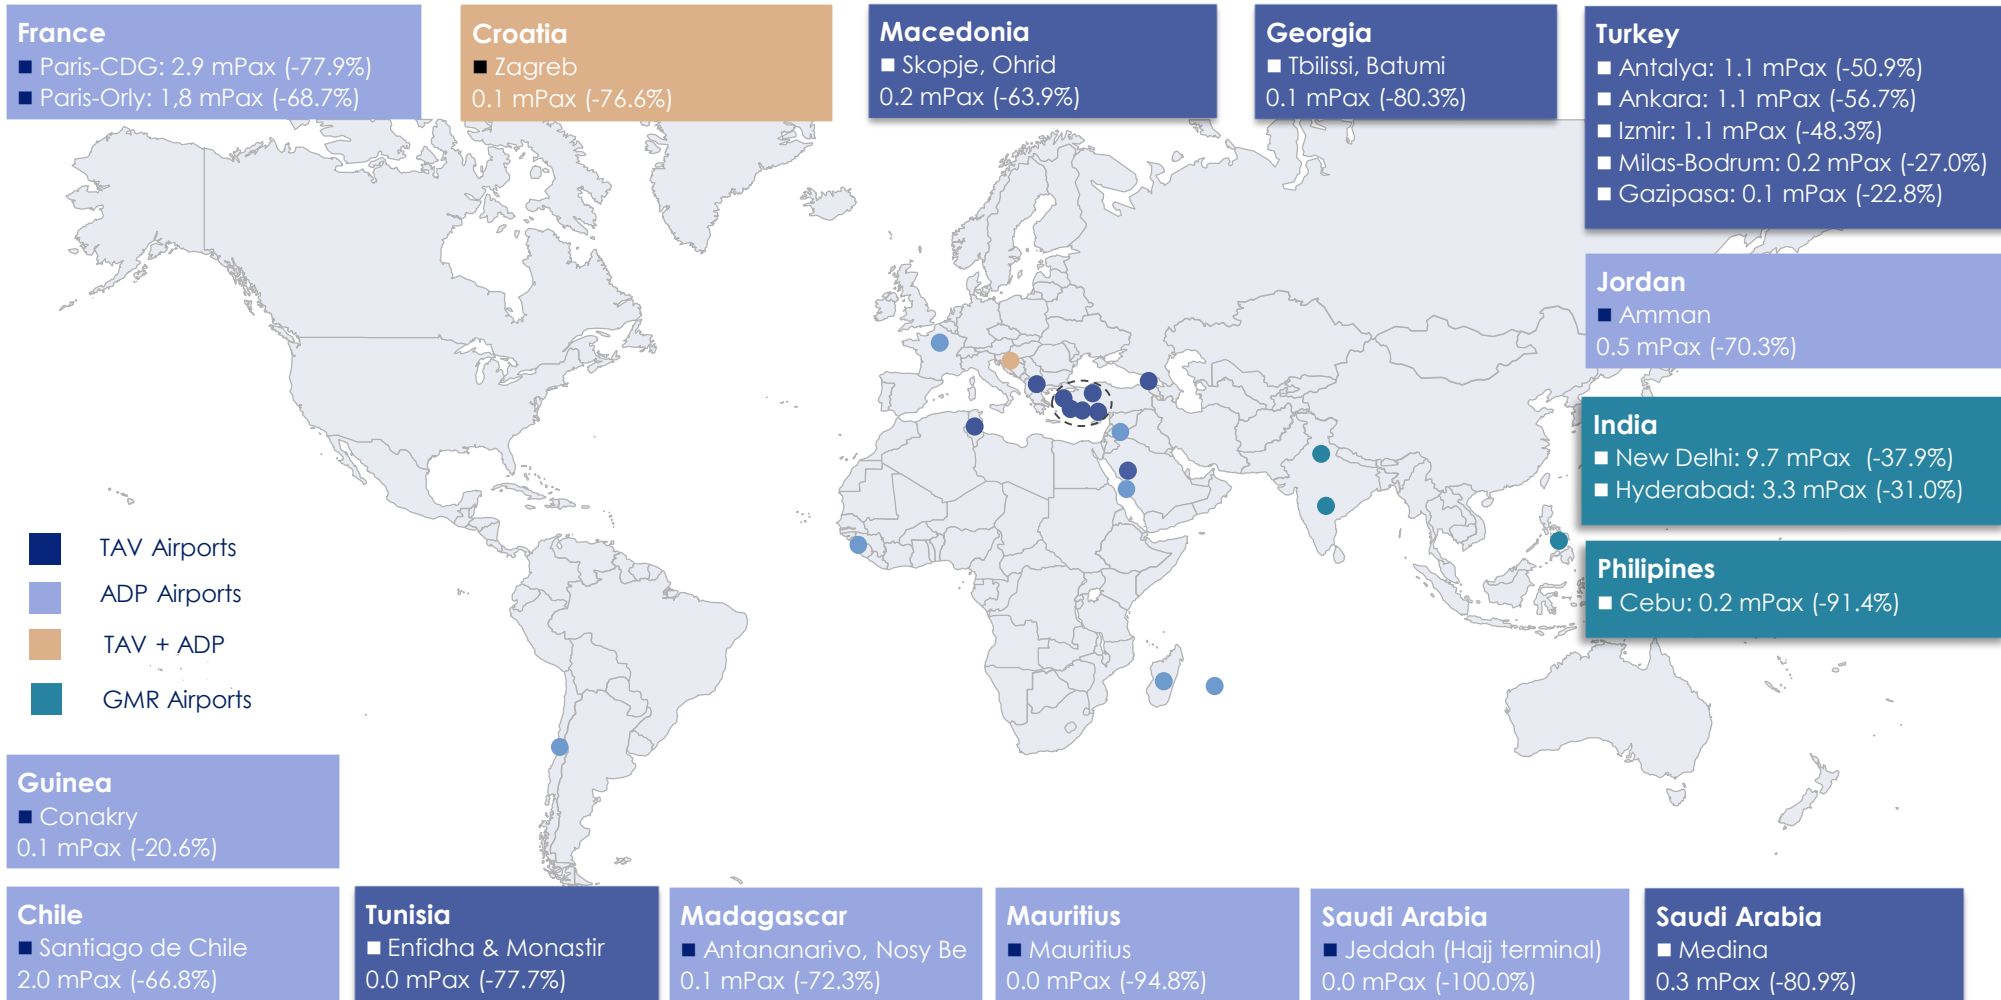 France
■ Paris-CDG: 2.9 mPax (-77.9%)
■ Paris-Orly: 1,8 mPax (-68.7%)
Croatia
■ Zagreb
0.1 mPax (-76.6%)
Macedonia
■ Skopje, Ohrid
0.2 mPax (-63.9%)
Georgia
■ Tbilissi, Batumi
0.1 mPax (-80.3%)
Turkey
■ Antalya: 1.1 mPax (-50.9%)
■ Ankara: 1.1 mPax (-56.7%)
■ Izmir: 1.1 mPax (-48.3%)
■ Milas-Bodrum: 0.2 mPax (-27.0%)
■ Gazipasa: 0.1 mPax (-22.8%)
Jordan
■ Amman
0.5 mPax (-70.3%)
India
■ New Delhi: 9.7 mPax (-37.9%)
■ Hyderabad: 3.3 mPax (-31.0%)
Philipines
■ Cebu: 0.2 mPax (-91.4%)
TAV Airports
ADP Airports
TAV + ADP
GMR Airports
Guinea
■ Conakry
0.1 mPax (-20.6%)
Chile
■ Santiago de Chile
2.0 mPax (-66.8%)
Tunisia
■ Enfidha & Monastir
0.0 mPax (-77.7%)
Madagascar
■ Antananarivo, Nosy Be
0.1 mPax (-72.3%)
Mauritius
■ Mauritius
0.0 mPax (-94.8%)
Saudi Arabia
■ Jeddah (Hajj terminal)
0.0 mPax (-100.0%)
Saudi Arabia
■ Medina
0.3 mPax (-80.9%)